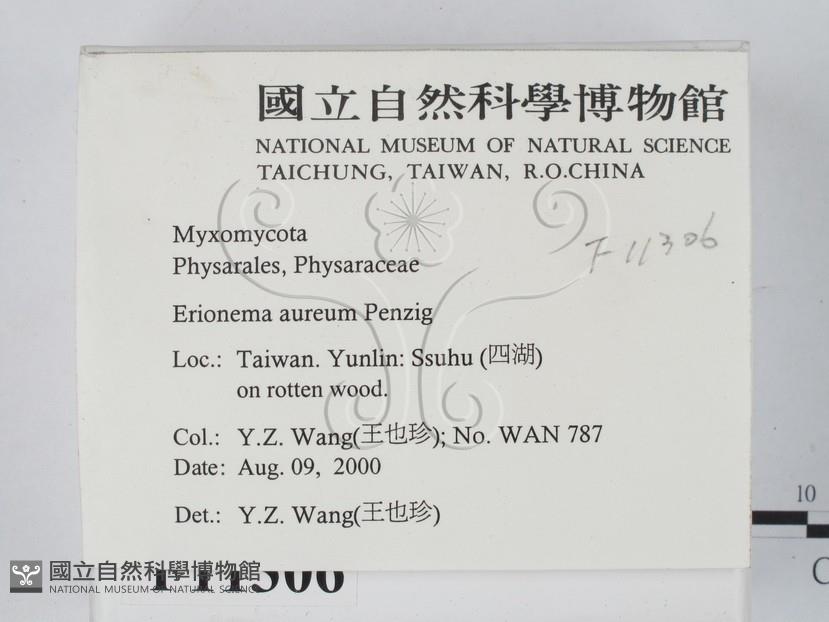 國立自然科學博物館
NATIONAL MUSEUM OF NATURAL SCIENCE
TAICHUNG, TAIWAN, R.O.CHINA
F 11306
Myxomycota
Physarales, Physaraceae
Erionema aureum Penzig
Loc.: Taiwan. Yunlin: Ssuhu (四湖)
on rotten wood.
Col.: Y.Z. Wang(王也珍); No. WAN 787
Date: Aug. 09, 2000
Det.: Y.Z. Wang(王也珍)
10
國立自然科學博物館
NATIONAL MUSEUM OF NATURAL SCIENCE